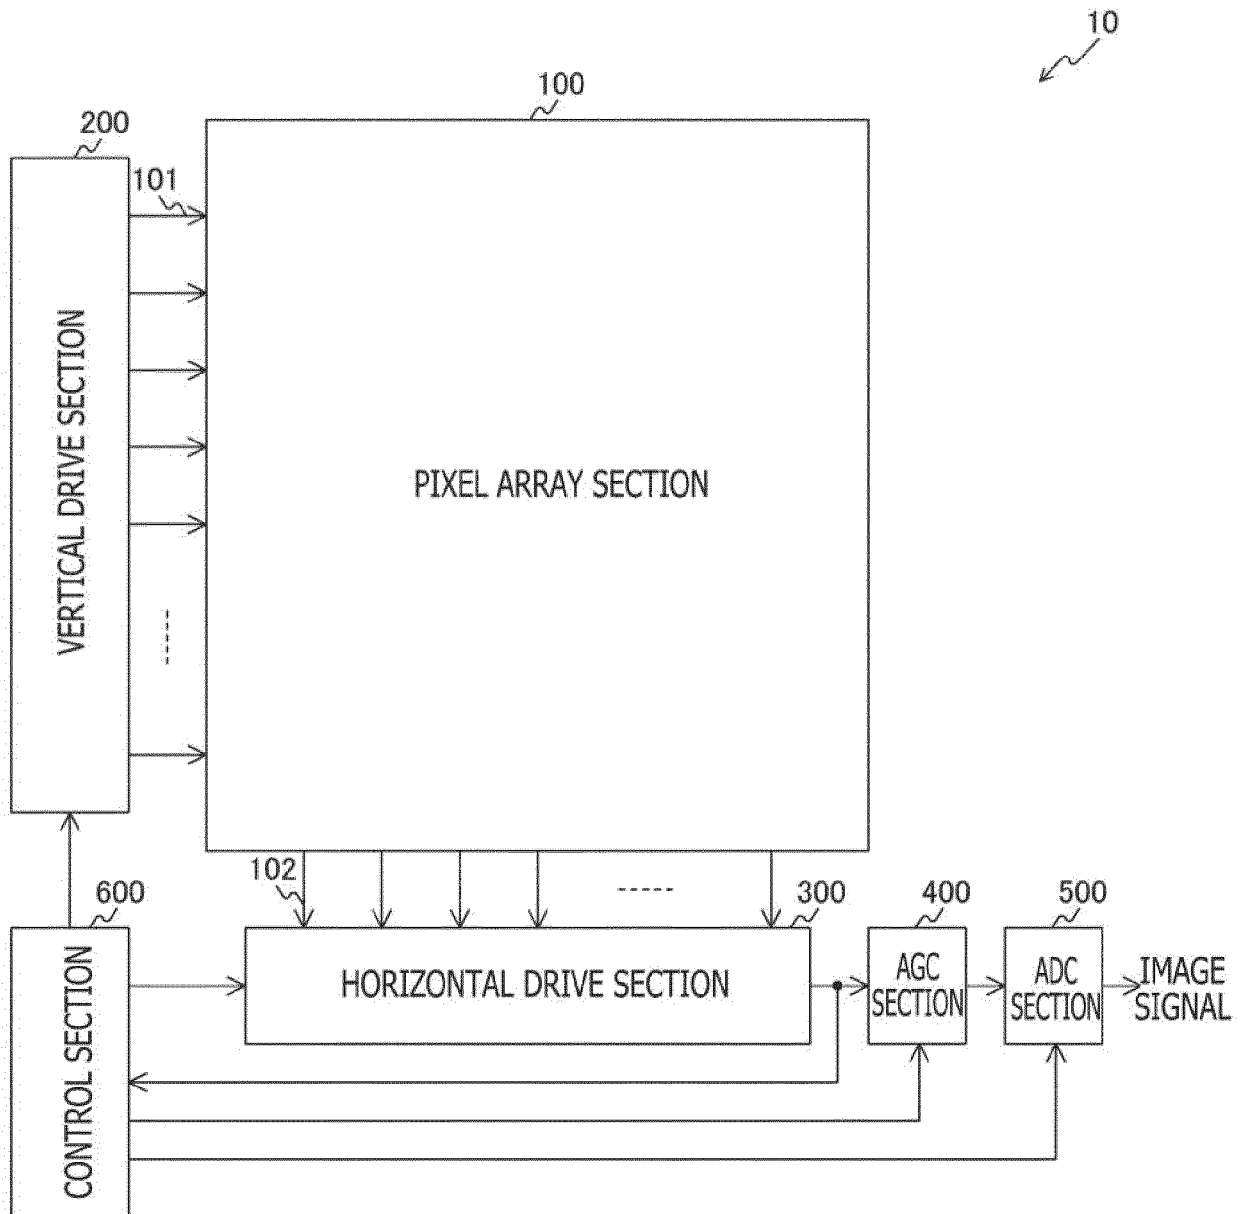 10
100
200
101
VERTICAL DRIVE SECTION
PIXEL ARRAY SECTION
102
600
300
400
500
CONTROL SECTION
HORIZONTAL DRIVE SECTION
AGC
SECTION
ADC
SECTION
IMAGE
SIGNAL